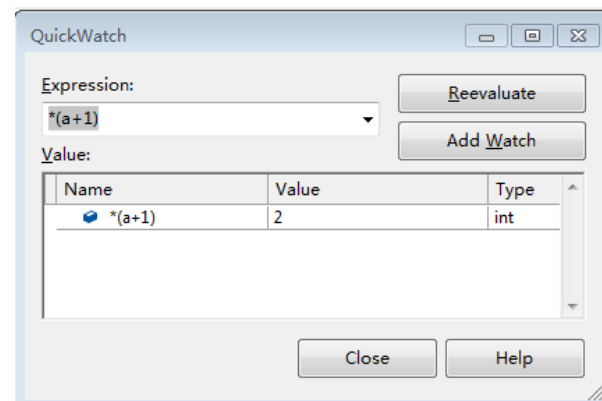 QuickWatch
Expression:
Reevaluate
*(a+1)
Add Watch
Value:
Name Value Type
*(a+1) 2 int
Close Help